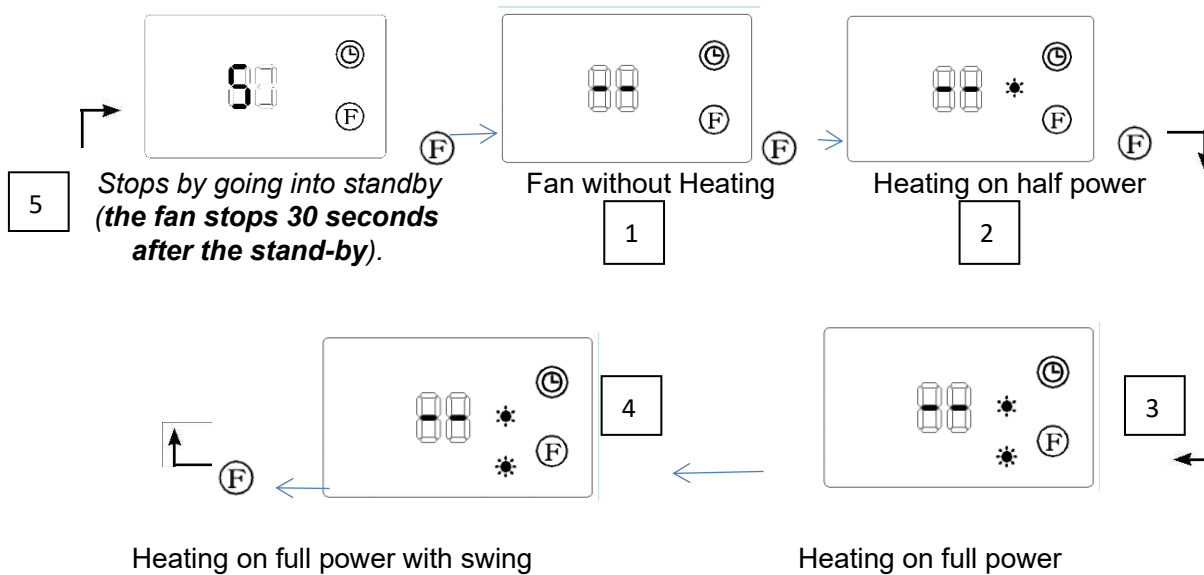 S
F
--
F
--
F
F
F
F
5
Stops by going into standby
(the fan stops 30 seconds
after the stand-by).
Fan without Heating
1
Heating on half power
2
--
F
4
--
F
3
F
Heating on full power with swing
Heating on full power